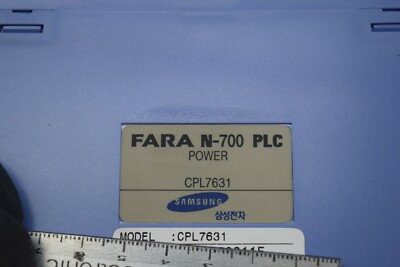 FARA N-700 PLC
POWER
CPL7631
SAMSUNG
삼성전자
MODEL :CPL7631